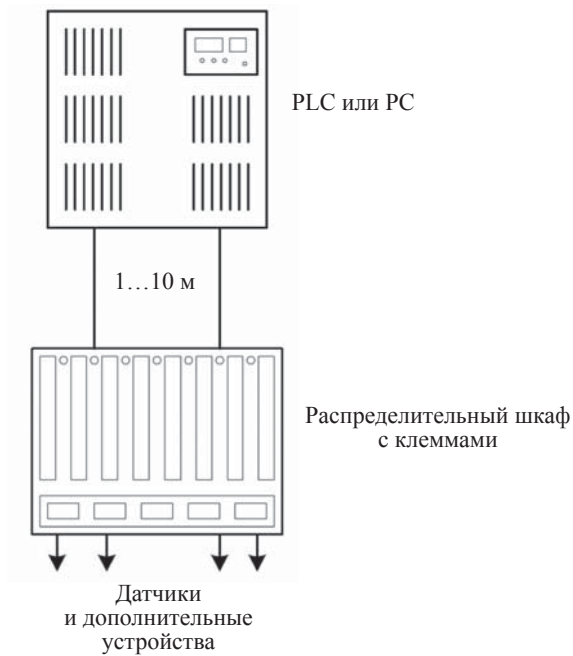 PLC или PC
1…10 м
Распределительный шкаф
с клеммами
Датчики
и дополнительные
устройства